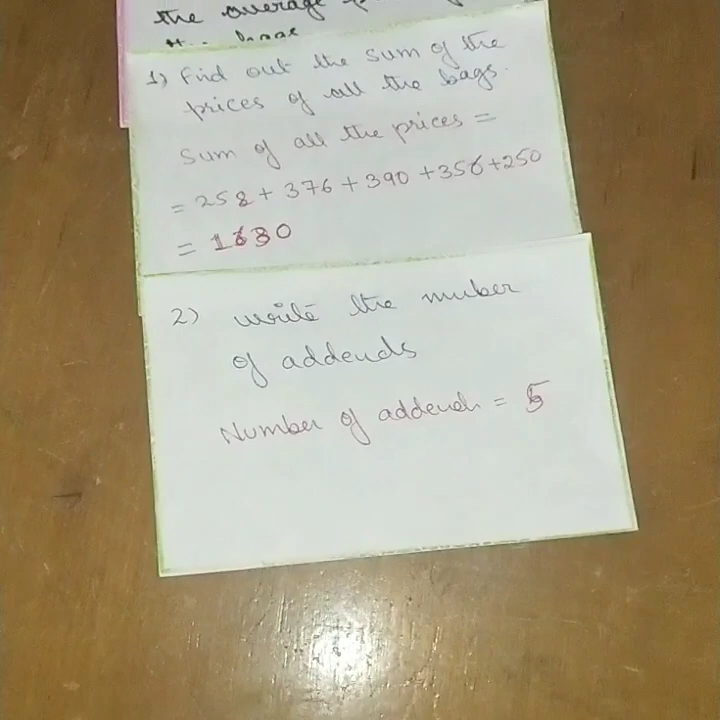 the average
1) Find out the sum of the
prices of all the bags.
Sum of all the prices =
= 258 + 376 + 390 + 356 + 250
= 1630
2) write the number
of addends
Number of addends = 5